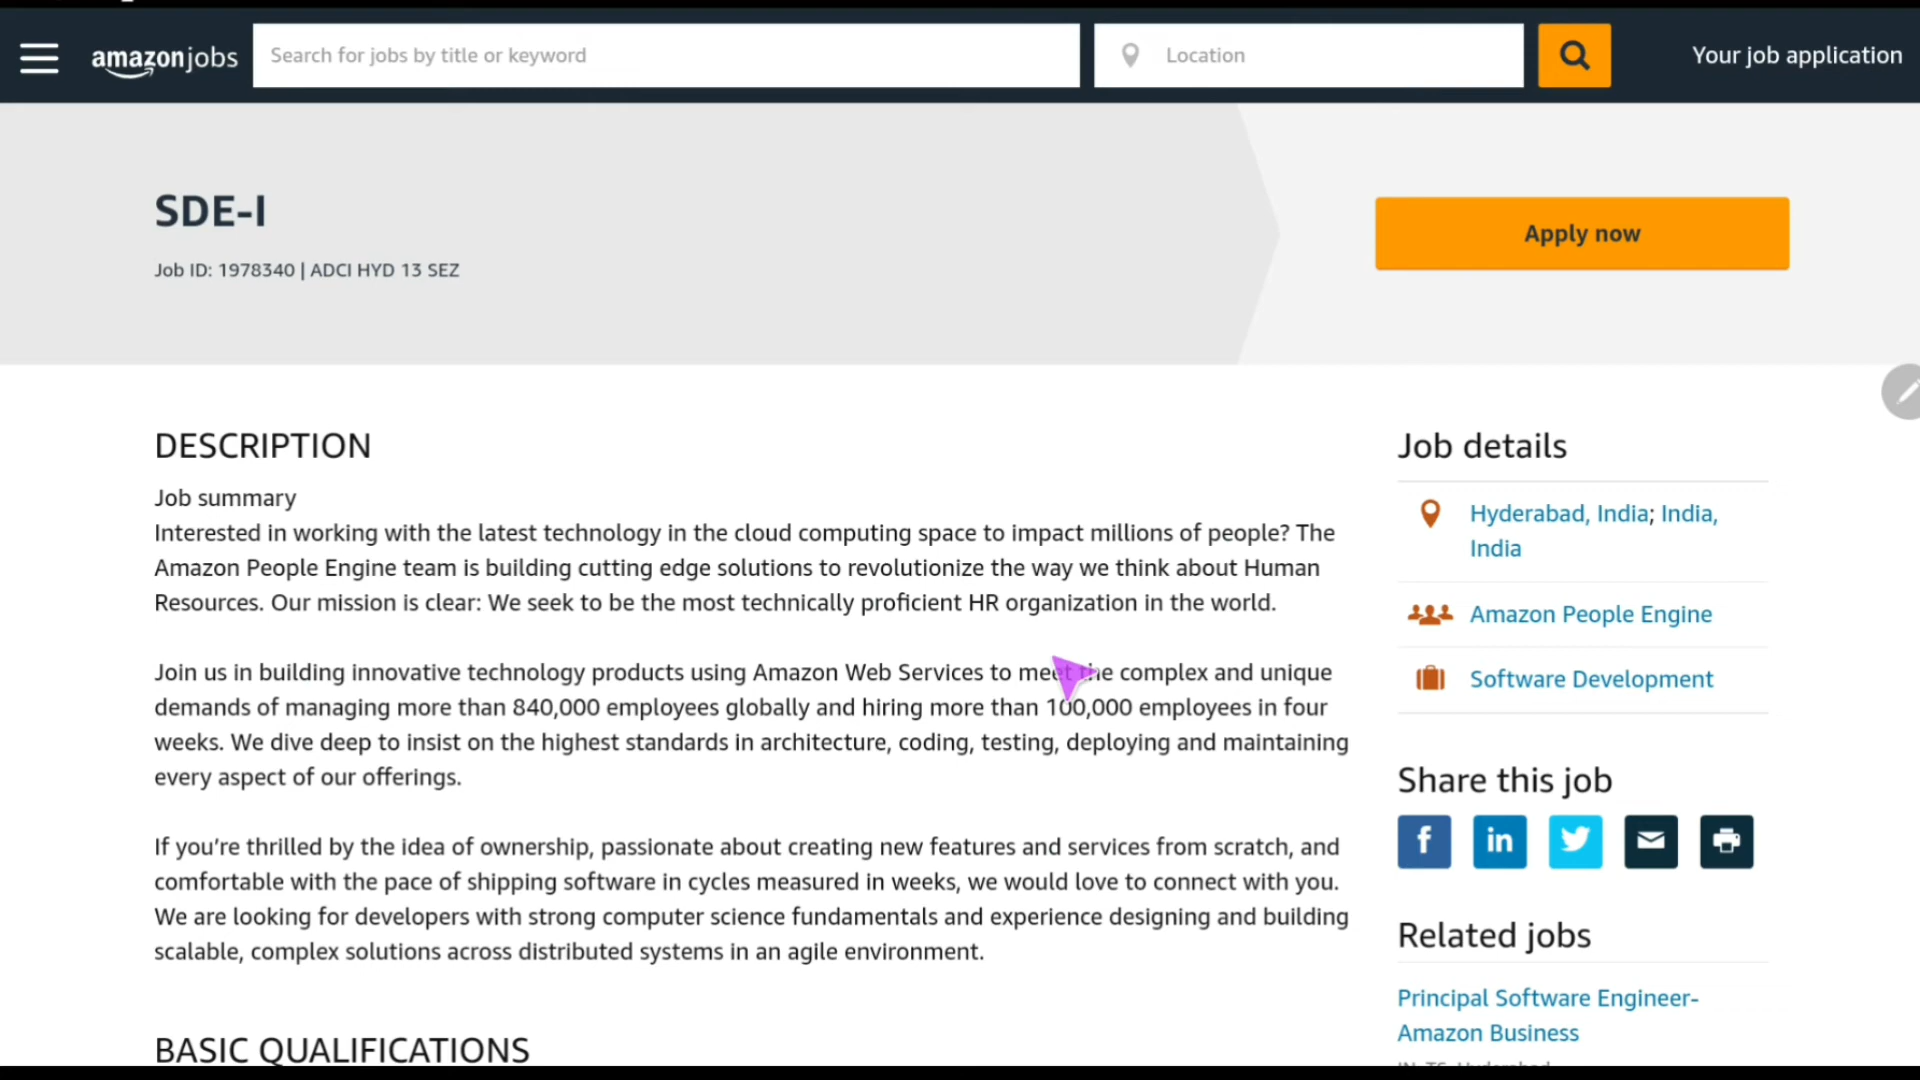 amazonjobs
Search for jobs by title or keyword
Location
Your job application
SDE-I
Job ID: 1978340 | ADCI HYD 13 SEZ
Apply now
DESCRIPTION
Job summary
Interested in working with the latest technology in the cloud computing space to impact millions of people? The
Amazon People Engine team is building cutting edge solutions to revolutionize the way we think about Human
Resources. Our mission is clear: We seek to be the most technically proficient HR organization in the world.
Join us in building innovative technology products using Amazon Web Services to meet the complex and unique
demands of managing more than 840,000 employees globally and hiring more than 100,000 employees in four
weeks. We dive deep to insist on the highest standards in architecture, coding, testing, deploying and maintaining
every aspect of our offerings.
If you’re thrilled by the idea of ownership, passionate about creating new features and services from scratch, and
comfortable with the pace of shipping software in cycles measured in weeks, we would love to connect with you.
We are looking for developers with strong computer science fundamentals and experience designing and building
scalable, complex solutions across distributed systems in an agile environment.
BASIC QUALIFICATIONS
Job details
Hyderabad, India; India,
India
Amazon People Engine
Software Development
Share this job
Related jobs
Principal Software Engineer-
Amazon Business